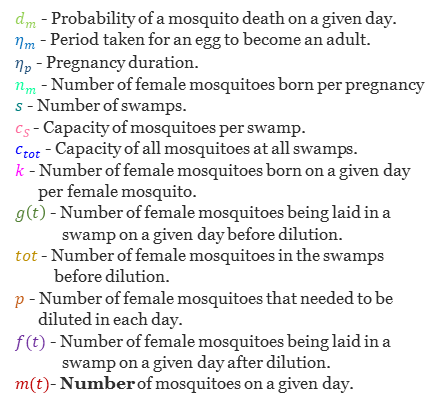 d_m - Probability of a mosquito death on a given day.
η_m - Period taken for an egg to become an adult.
η_p - Pregnancy duration.
n_m - Number of female mosquitoes born per pregnancy
s - Number of swamps.
c_s - Capacity of mosquitoes per swamp.
c_tot - Capacity of all mosquitoes at all swamps.
k - Number of female mosquitoes born on a given day
per female mosquito.
g(t) - Number of female mosquitoes being laid in a
swamp on a given day before dilution.
tot - Number of female mosquitoes in the swamps
before dilution.
p - Number of female mosquitoes that needed to be
diluted in each day.
f(t) - Number of female mosquitoes being laid in a
swamp on a given day after dilution.
m(t)- Number of mosquitoes on a given day.